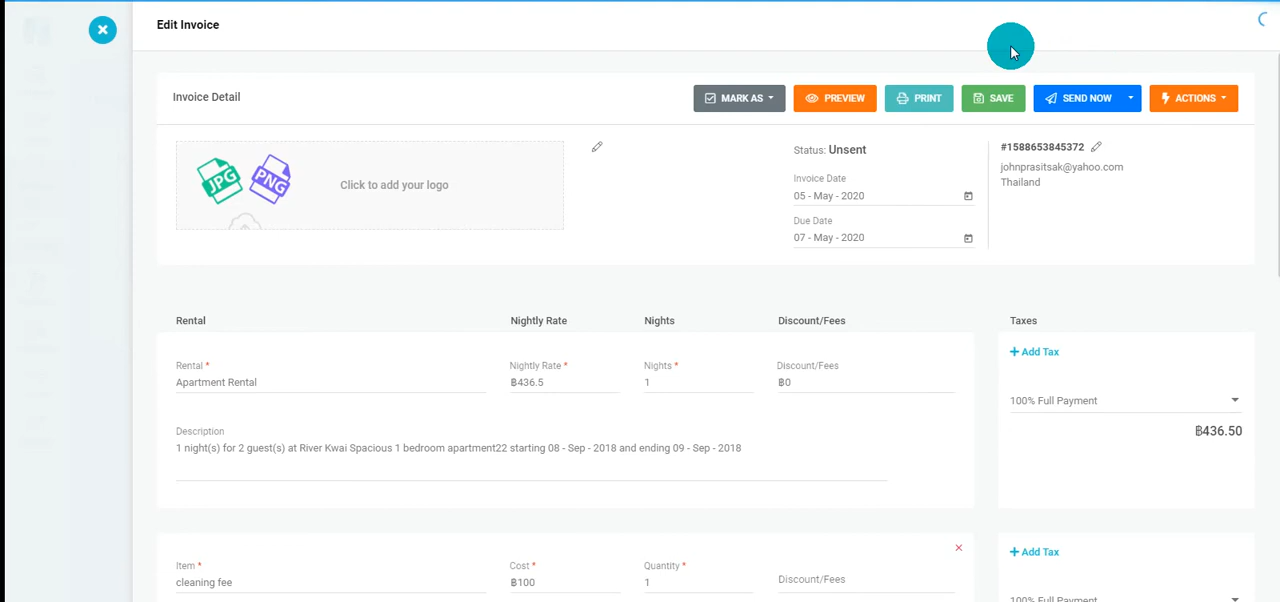 Edit Invoice
Invoice Detail
MARK AS
PREVIEW
PRINT
SAVE
SEND NOW
ACTIONS
JPG
PNG
Click to add your logo
Status: Unsent
Invoice Date
05 - May - 2020
Due Date
07 - May - 2020
#1588653845372
johnprasitsak@yahoo.com
Thailand
Rental Nightly Rate Nights Discount/Fees Taxes
Rental * Nightly Rate * Nights * Discount/Fees
Apartment Rental ฿436.5 1 ฿0
+ Add Tax
100% Full Payment
฿436.50
Description
1 night(s) for 2 guest(s) at River Kwai Spacious 1 bedroom apartment22 starting 08 - Sep - 2018 and ending 09 - Sep - 2018
Item * Cost * Quantity * Discount/Fees
cleaning fee ฿100 1
+ Add Tax
100% Full Payment